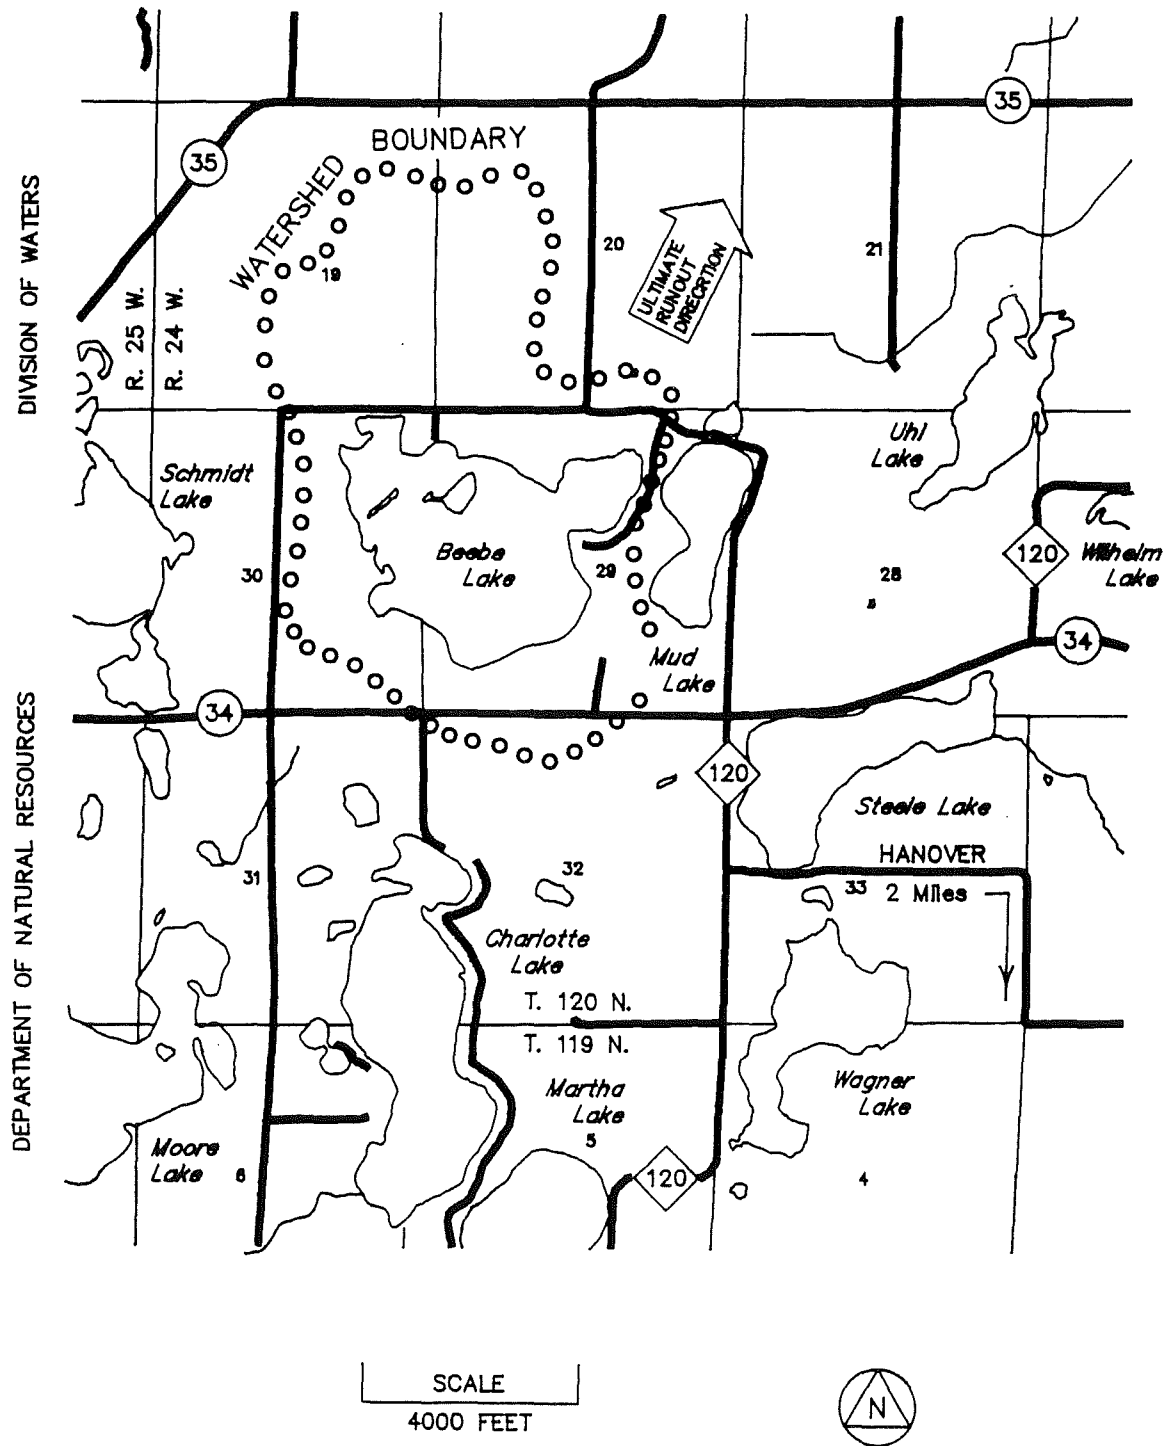 DIVISION OF WATERS
DEPARTMENT OF NATURAL RESOURCES
35
35
BOUNDARY
WATERSHED
19
20
21
ULTIMATE
RUNOUT
DIRECRTION
R. 25 W.
R. 24 W.
Schmidt
Lake
Uhl
Lake
Beebe
Lake
30
29
28
120
Wilhelm
Lake
34
Mud
Lake
34
120
Steele Lake
HANOVER
2 Miles
31
32
33
Charlotte
Lake
T. 120 N.
T. 119 N.
Martha
Lake
5
Wagner
Lake
Moore
Lake
6
120
4
SCALE
4000 FEET
N